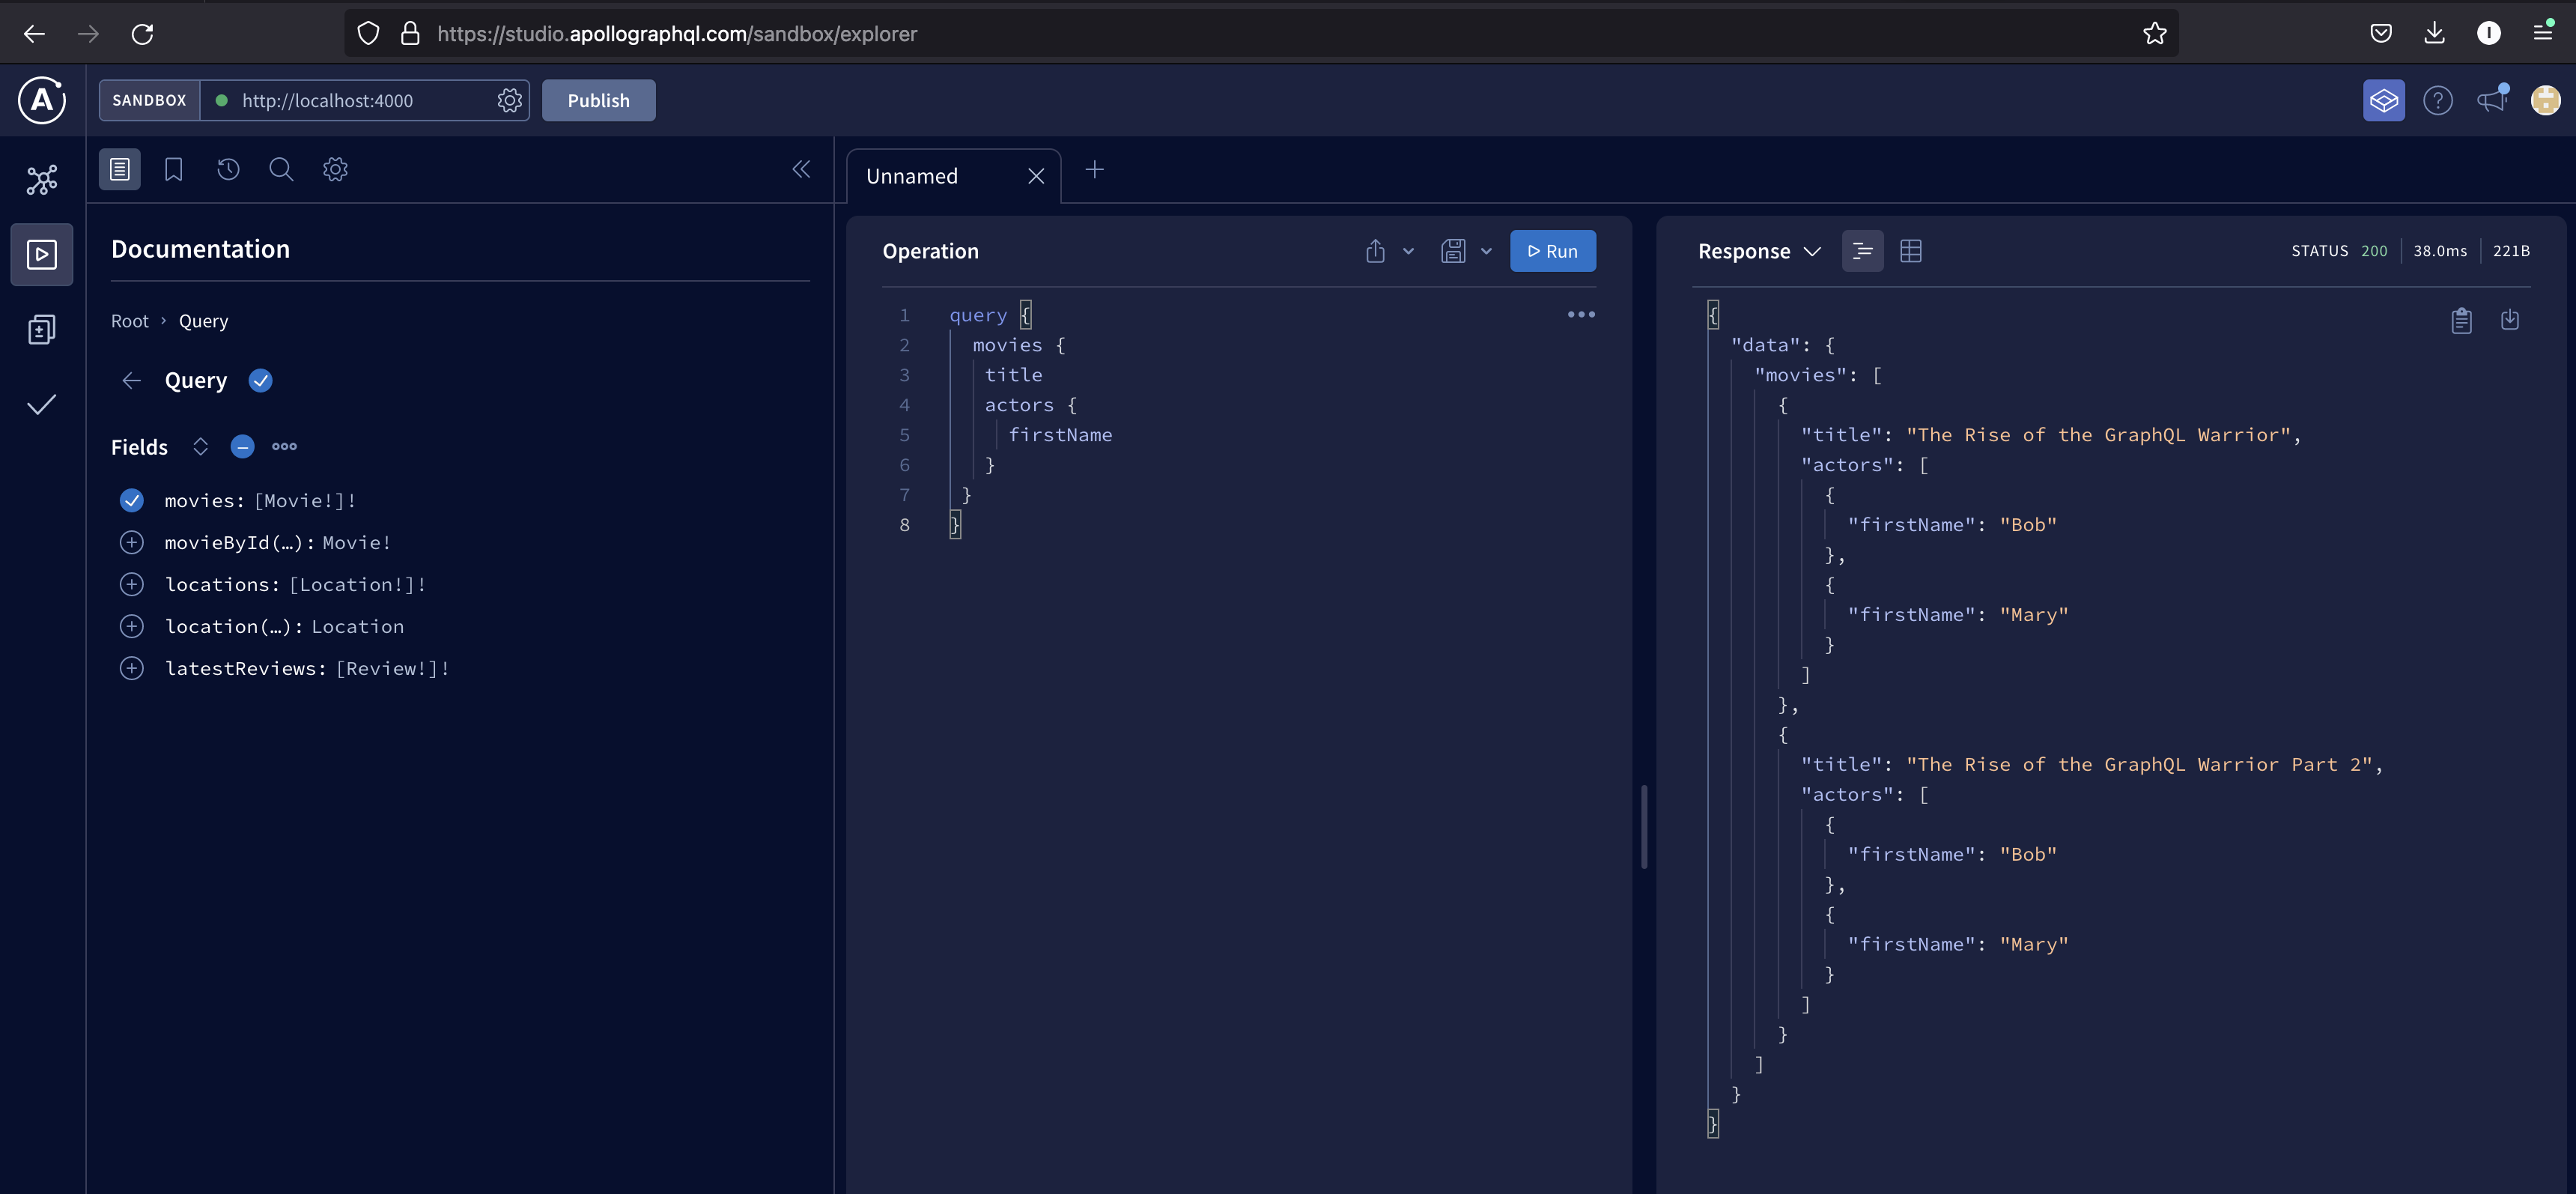 https://studio.apollographql.com/sandbox/explorer
SANDBOX http://localhost:4000 Publish
Unnamed
Documentation
Root > Query
Query
Fields
movies: [Movie!]!
movieById(…): Movie!
locations: [Location!]!
location(…): Location
latestReviews: [Review!]!
Operation
Run
1 query {
2 movies {
3 title
4 actors {
5 firstName
6 }
7 }
8 }
Response
STATUS 200 38.0ms 221B
{
"data": {
"movies": [
{
"title": "The Rise of the GraphQL Warrior",
"actors": [
{
"firstName": "Bob"
},
{
"firstName": "Mary"
}
]
},
{
"title": "The Rise of the GraphQL Warrior Part 2",
"actors": [
{
"firstName": "Bob"
},
{
"firstName": "Mary"
}
]
}
]
}
}